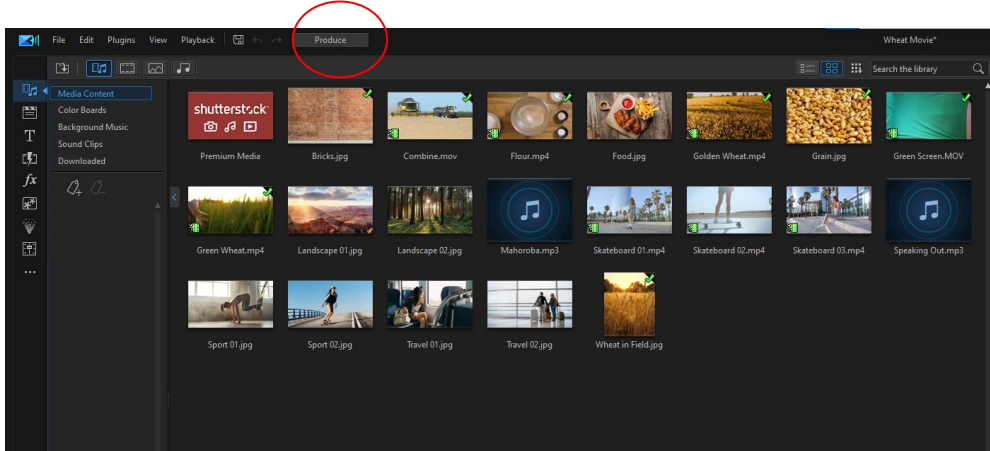 File Edit Plugins View Playback Produce Wheat Movie*
Search the library
Media Content
Color Boards
Background Music
Sound Clips
Downloaded
T
fx
shutterstock
Premium Media Bricks.jpg Combine.mov Flour.mp4 Food.jpg Golden Wheat.mp4 Grain.jpg Green Screen.MOV
Green Wheat.mp4 Landscape 01.jpg Landscape 02.jpg Mahoroba.mp3 Skateboard 01.mp4 Skateboard 02.mp4 Skateboard 03.mp4 Speaking Out.mp3
Sport 01.jpg Sport 02.jpg Travel 01.jpg Travel 02.jpg Wheat in Field.jpg